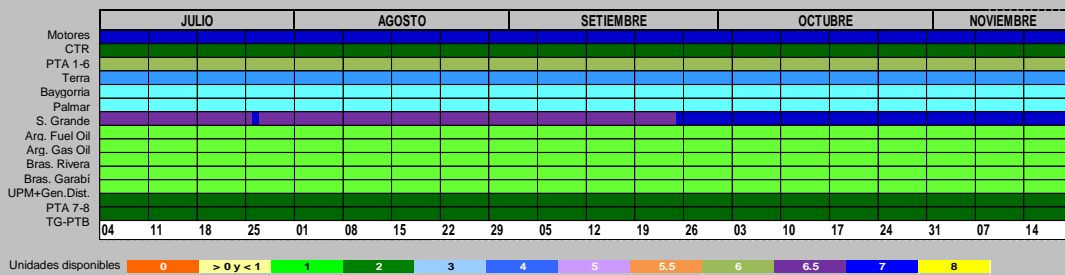 JULIO AGOSTO SETIEMBRE OCTUBRE NOVIEMBRE
Motores
CTR
PTA 1-6
Terra
Baygorria
Palmar
S. Grande
Arg. Fuel Oil
Arg. Gas Oil
Bras. Rivera
Bras. Garabí
UPM+Gen.Dist.
PTA 7-8
TG-PTB
04 11 18 25 01 08 15 22 29 05 12 19 26 03 10 17 24 31 07 14
Unidades disponibles 0 > 0 y < 1 1 2 3 4 5 5.5 6 6.5 7 8